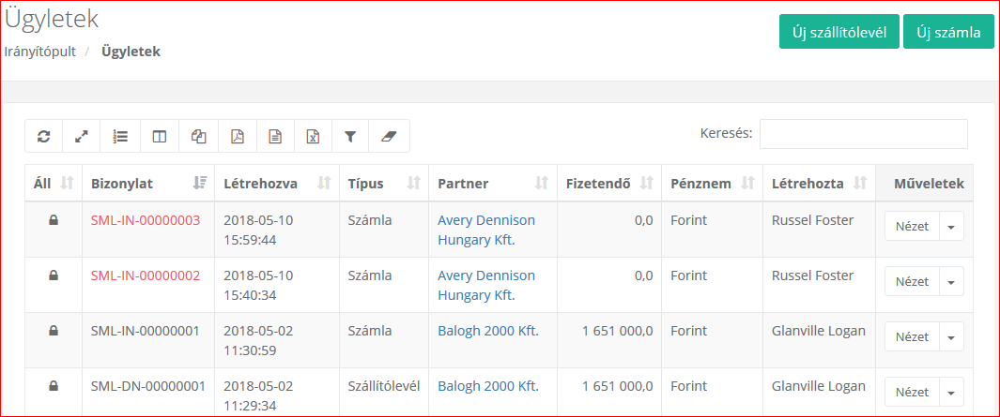 Ügyletek
Új szállítólevél Új számla
Irányítópult / Ügyletek
Keresés:
Áll Bizonylat Létrehozva Típus Partner Fizetendő Pénznem Létrehozta Műveletek
SML-IN-00000003 2018-05-10 Számla Avery Dennison 0,0 Forint Russel Foster Nézet
15:59:44 Hungary Kft.
SML-IN-00000002 2018-05-10 Számla Avery Dennison 0,0 Forint Russel Foster Nézet
15:40:34 Hungary Kft.
SML-IN-00000001 2018-05-02 Számla Balogh 2000 Kft. 1 651 000,0 Forint Glanville Logan Nézet
11:30:59
SML-DN-00000001 2018-05-02 Szállítólevél Balogh 2000 Kft. 1 651 000,0 Forint Glanville Logan Nézet
11:29:34